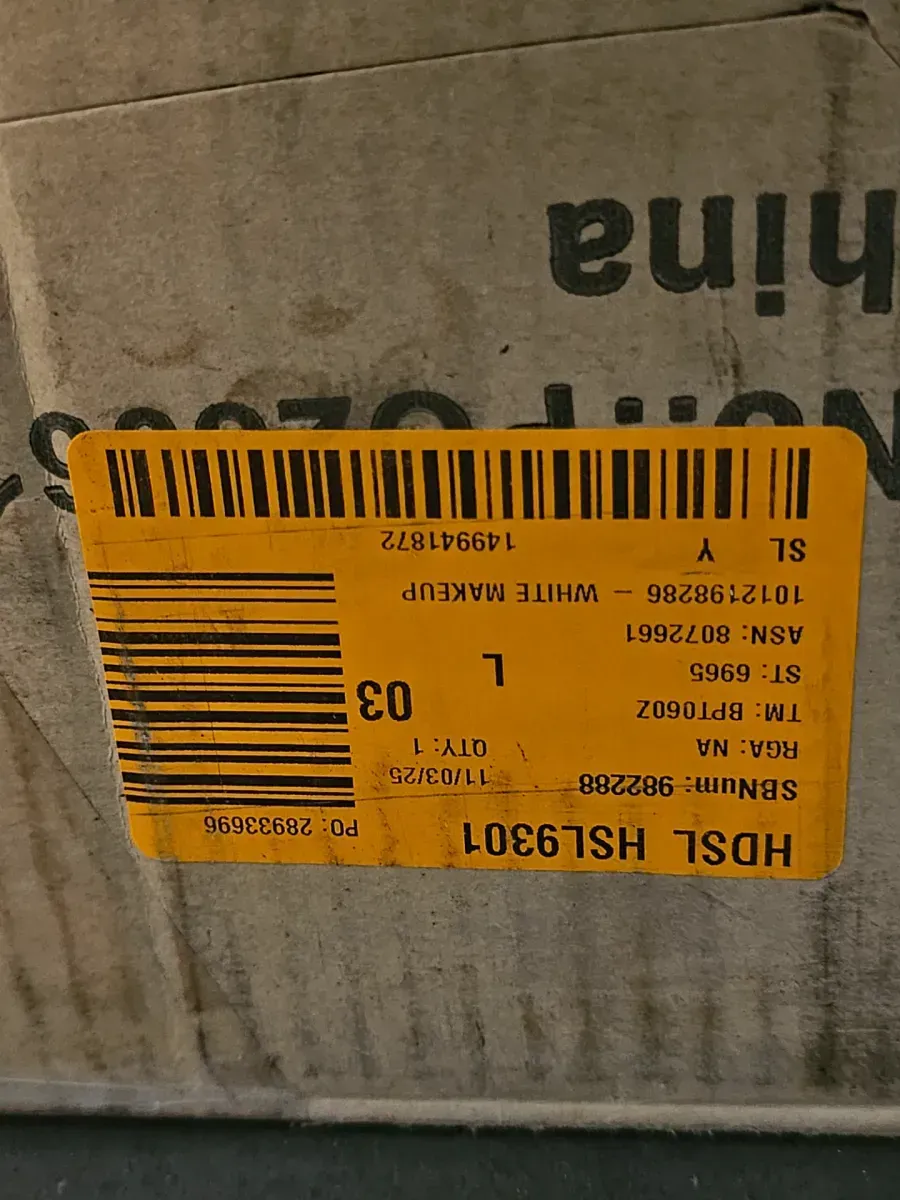 HDSL HSL9301 PO: 28933696
SBNum: 982288 11/03/25
RGA: NA QTY: 1
TM: BPT060Z 03
ST: 6965 L
ASN: 8072661
1012198286 - WHITE MAKEUP
SL Y 149941872
hina